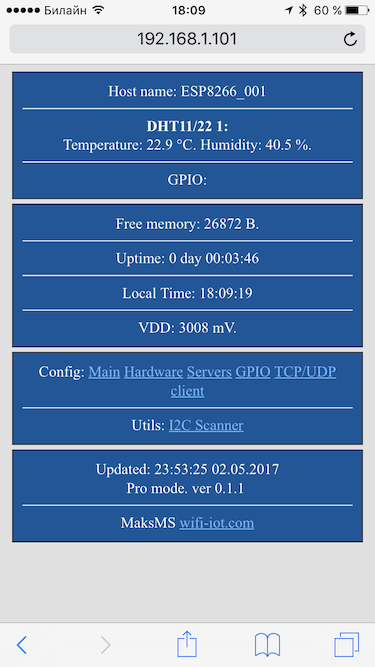 Билайн 18:09 60 %
192.168.1.101
Host name: ESP8266_001
DHT11/22 1:
Temperature: 22.9 °C. Humidity: 40.5 %.
GPIO:
Free memory: 26872 B.
Uptime: 0 day 00:03:46
Local Time: 18:09:19
VDD: 3008 mV.
Config: Main Hardware Servers GPIO TCP/UDP
client
Utils: I2C Scanner
Updated: 23:53:25 02.05.2017
Pro mode. ver 0.1.1
MaksMS wifi-iot.com